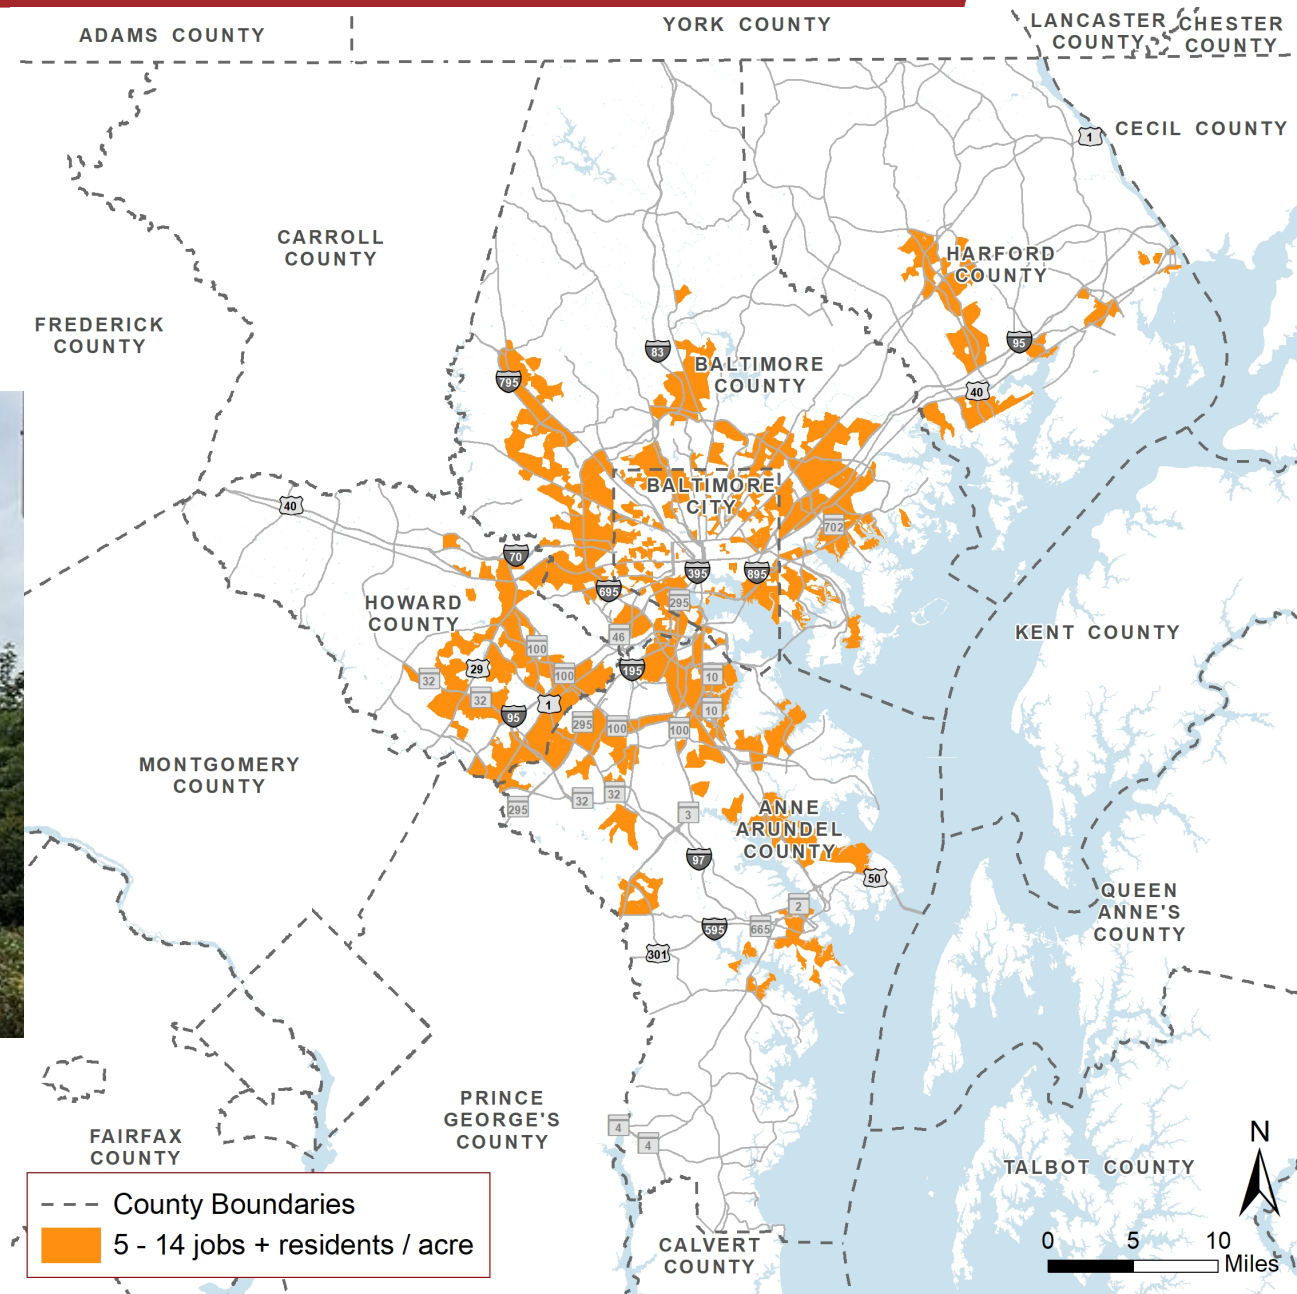 ADAMS COUNTY
YORK COUNTY
LANCASTER
COUNTY
CHESTER
COUNTY
1
CECIL COUNTY
CARROLL
COUNTY
HARFORD
COUNTY
FREDERICK
COUNTY
83
95
BALTIMORE
COUNTY
795
40
BALTIMORE
CITY
40
702
70
395
895
695
295
HOWARD
COUNTY
KENT COUNTY
46
100
29
195
32
100
10
32
1
10
95
295
100
100
MONTGOMERY
COUNTY
32
32
295
3
ANNE
ARUNDEL
COUNTY
97
50
QUEEN
ANNE'S
COUNTY
2
595
665
301
PRINCE
GEORGE'S
COUNTY
4
4
FAIRFAX
COUNTY
N
TALBOT COUNTY
County Boundaries
5 - 14 jobs + residents / acre
CALVERT
COUNTY
0 5 10
Miles